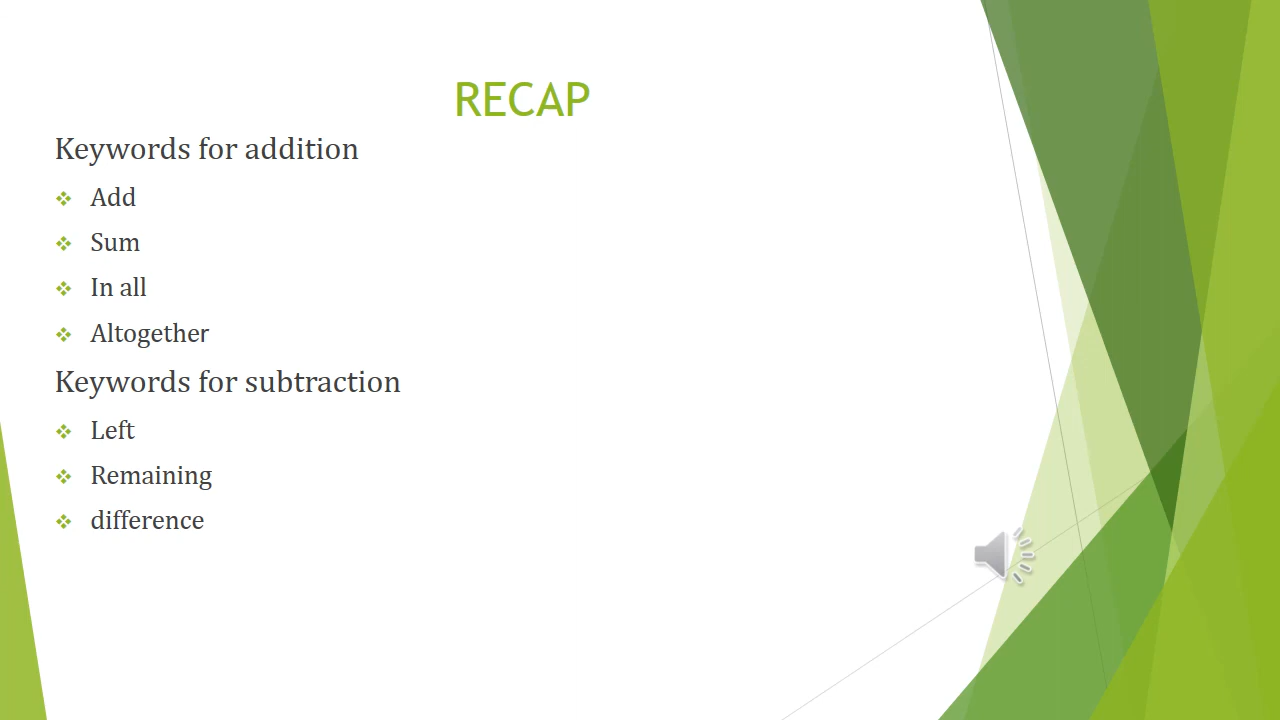 RECAP
Keywords for addition
Add
Sum
In all
Altogether
Keywords for subtraction
Left
Remaining
difference